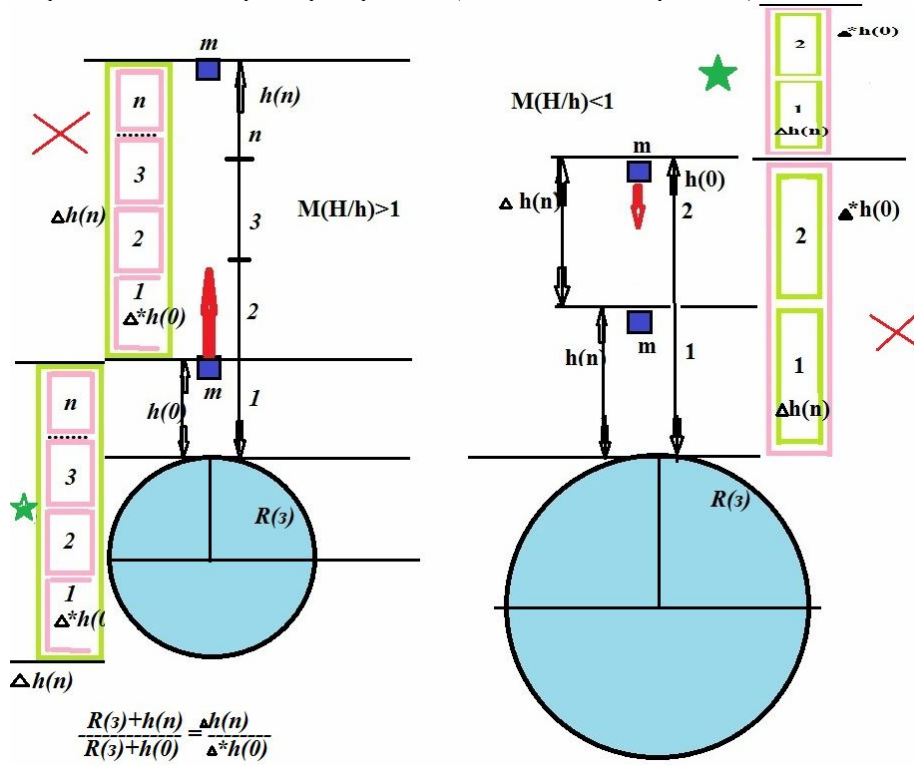 m
h(n)
n
n
3
Δh(n)
3
M(H/h)>1
2
1
2
Δ*h(0)
m
h(0)
1
n
3
R(з)
2
1
Δ*h(
Δh(n)
R(з)+h(n) = Δh(n)
R(з)+h(0) Δ*h(0)
2
▲*h(0)
M(H/h)<1
1
Δh(n)
m
h(0)
Δ h(n)
2
▲*h(0)
2
h(n)
m
1
1
Δh(n)
R(з)